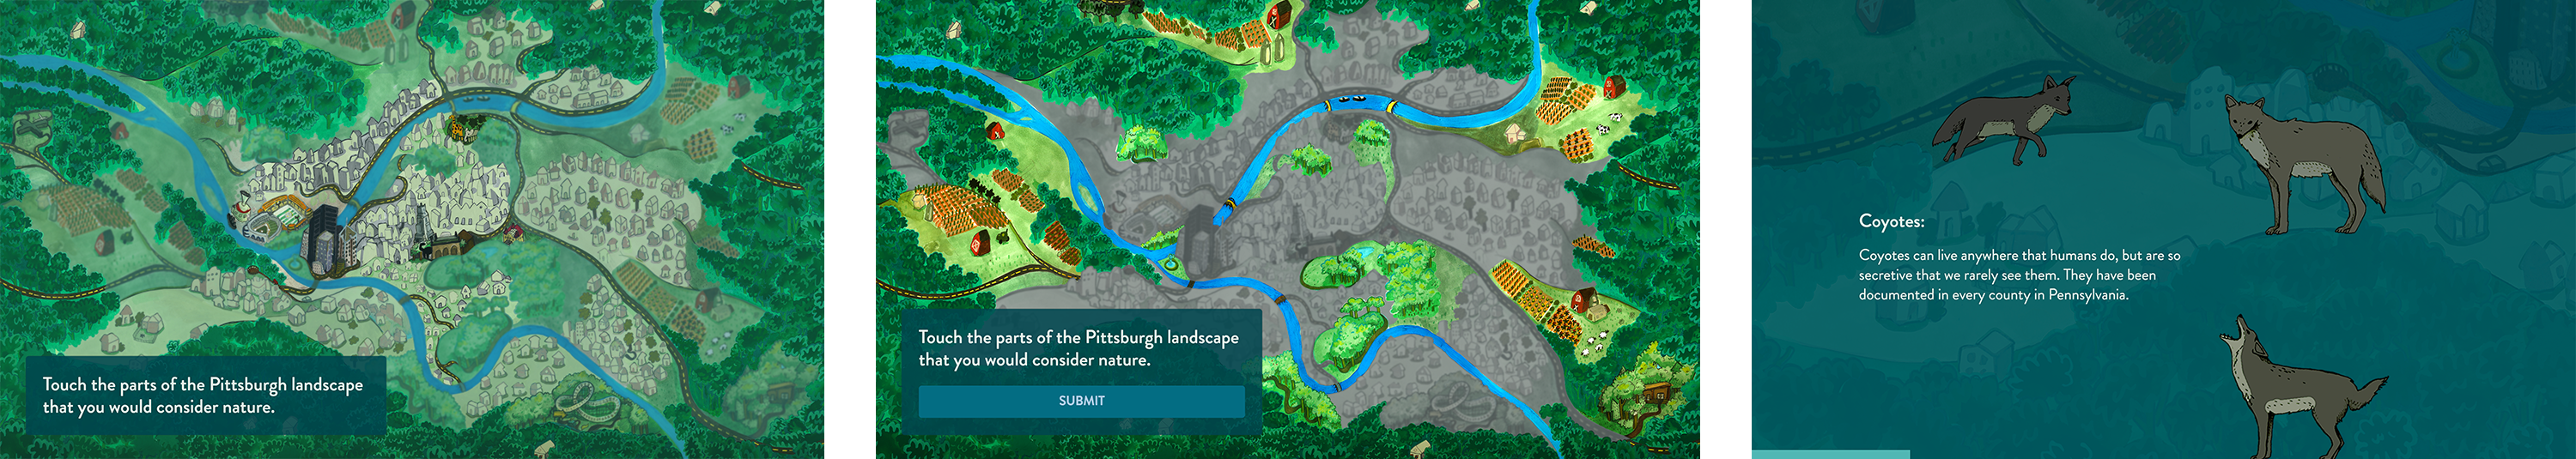 Touch the parts of the Pittsburgh landscape
that you would consider nature.
Touch the parts of the Pittsburgh landscape
that you would consider nature.
SUBMIT
Coyotes:
Coyotes can live anywhere that humans do, but are so
secretive that we rarely see them. They have been
documented in every county in Pennsylvania.